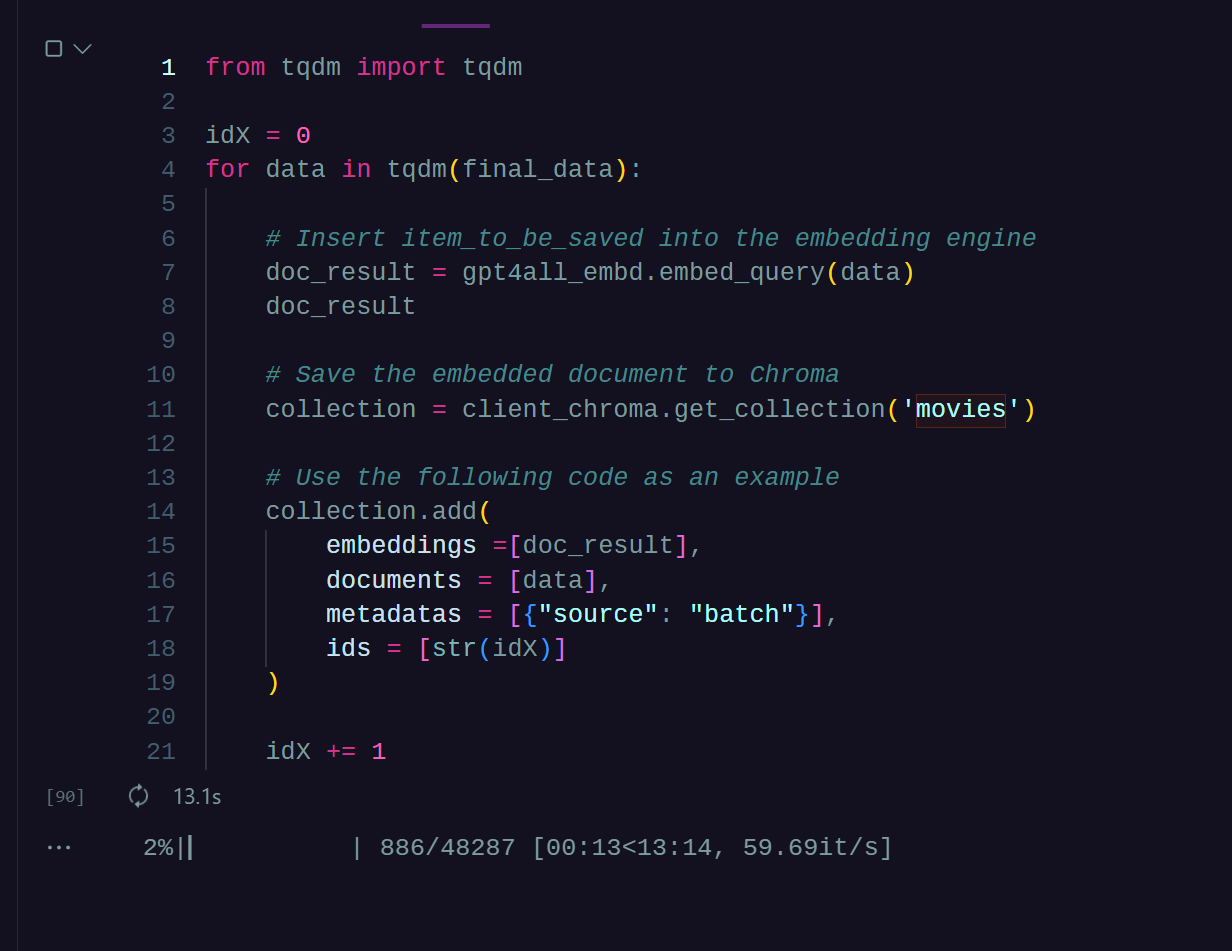 1 from tqdm import tqdm
2
3 idX = 0
4 for data in tqdm(final_data):
5
6     # Insert item_to_be_saved into the embedding engine
7     doc_result = gpt4all_embd.embed_query(data)
8     doc_result
9
10     # Save the embedded document to Chroma
11     collection = client_chroma.get_collection('movies')
12
13     # Use the following code as an example
14     collection.add(
15         embeddings =[doc_result],
16         documents = [data],
17         metadatas = [{"source": "batch"}],
18         ids = [str(idX)]
19     )
20
21     idX += 1
[90] 13.1s
... 2%|| | 886/48287 [00:13<13:14, 59.69it/s]